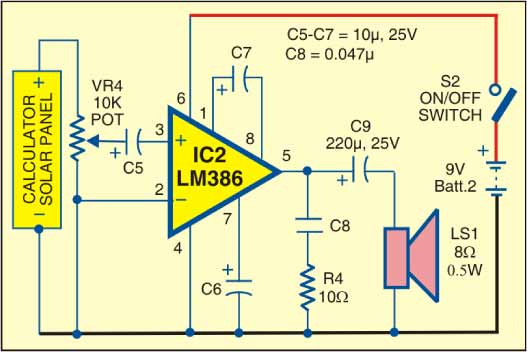 C5-C7 = 10µ, 25V
C8 = 0.047µ
C7
S2
ON/OFF
SWITCH
VR4
10K
POT
+
CALCULATOR
SOLAR PANEL
–
C5
6
1
+
8
3
+
IC2
LM386
5
2
–
7
4
C9
220µ, 25V
+
+
9V
Batt.2
C8
R4
10Ω
+
C6
LS1
8Ω
0.5W
+